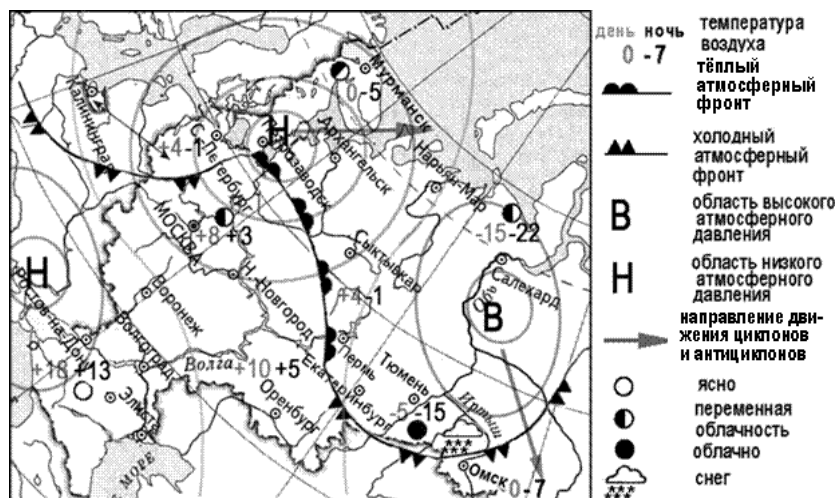 Мурманск
0 -5
Калининград
+4 -1
С.Петербург
Н
Петрозаводск
Архангельск
Нарьян-Мар
-15 -22
МОСКВА
+8 +3
Сыктывкар
+4 -1
Салехард
Обь
В
Н
Ростов-на-Дону
Воронеж
Н. Новгород
Волгоград
Волга
+10 +5
Пермь
Екатеринбург
Тюмень
Иртыш
+18 +13
Элиста
Оренбург
-5 -15
Омск
0 -7
МОРЕ
день ночь
0 -7
температура
воздуха
тёплый
атмосферный
фронт
холодный
атмосферный
фронт
В
область высокого
атмосферного
давления
Н
область низкого
атмосферного
давления
направление дви-
жения циклонов
и антициклонов
ясно
переменная
облачность
облачно
снег